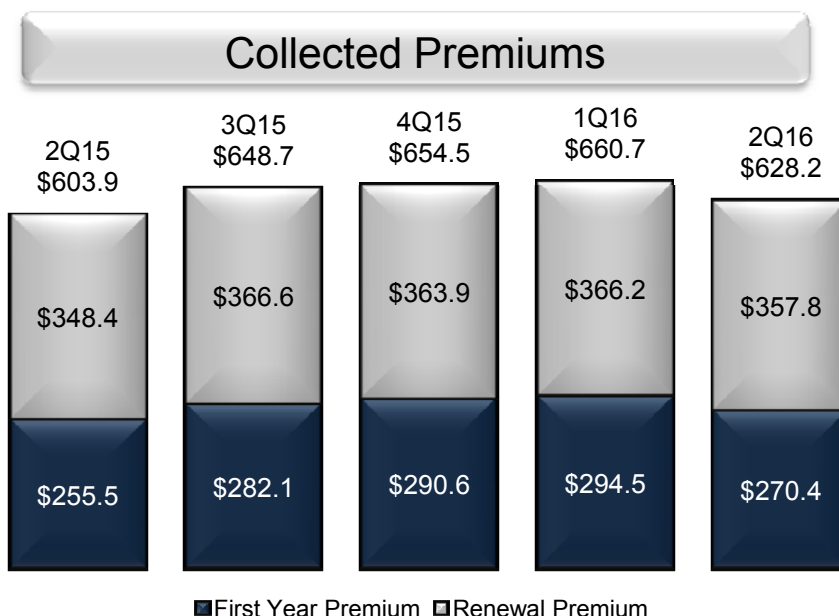 Collected Premiums
2Q15
$603.9
3Q15
$648.7
4Q15
$654.5
1Q16
$660.7
2Q16
$628.2
$348.4
$366.6
$363.9
$366.2
$357.8
$255.5
$282.1
$290.6
$294.5
$270.4
First Year Premium Renewal Premium